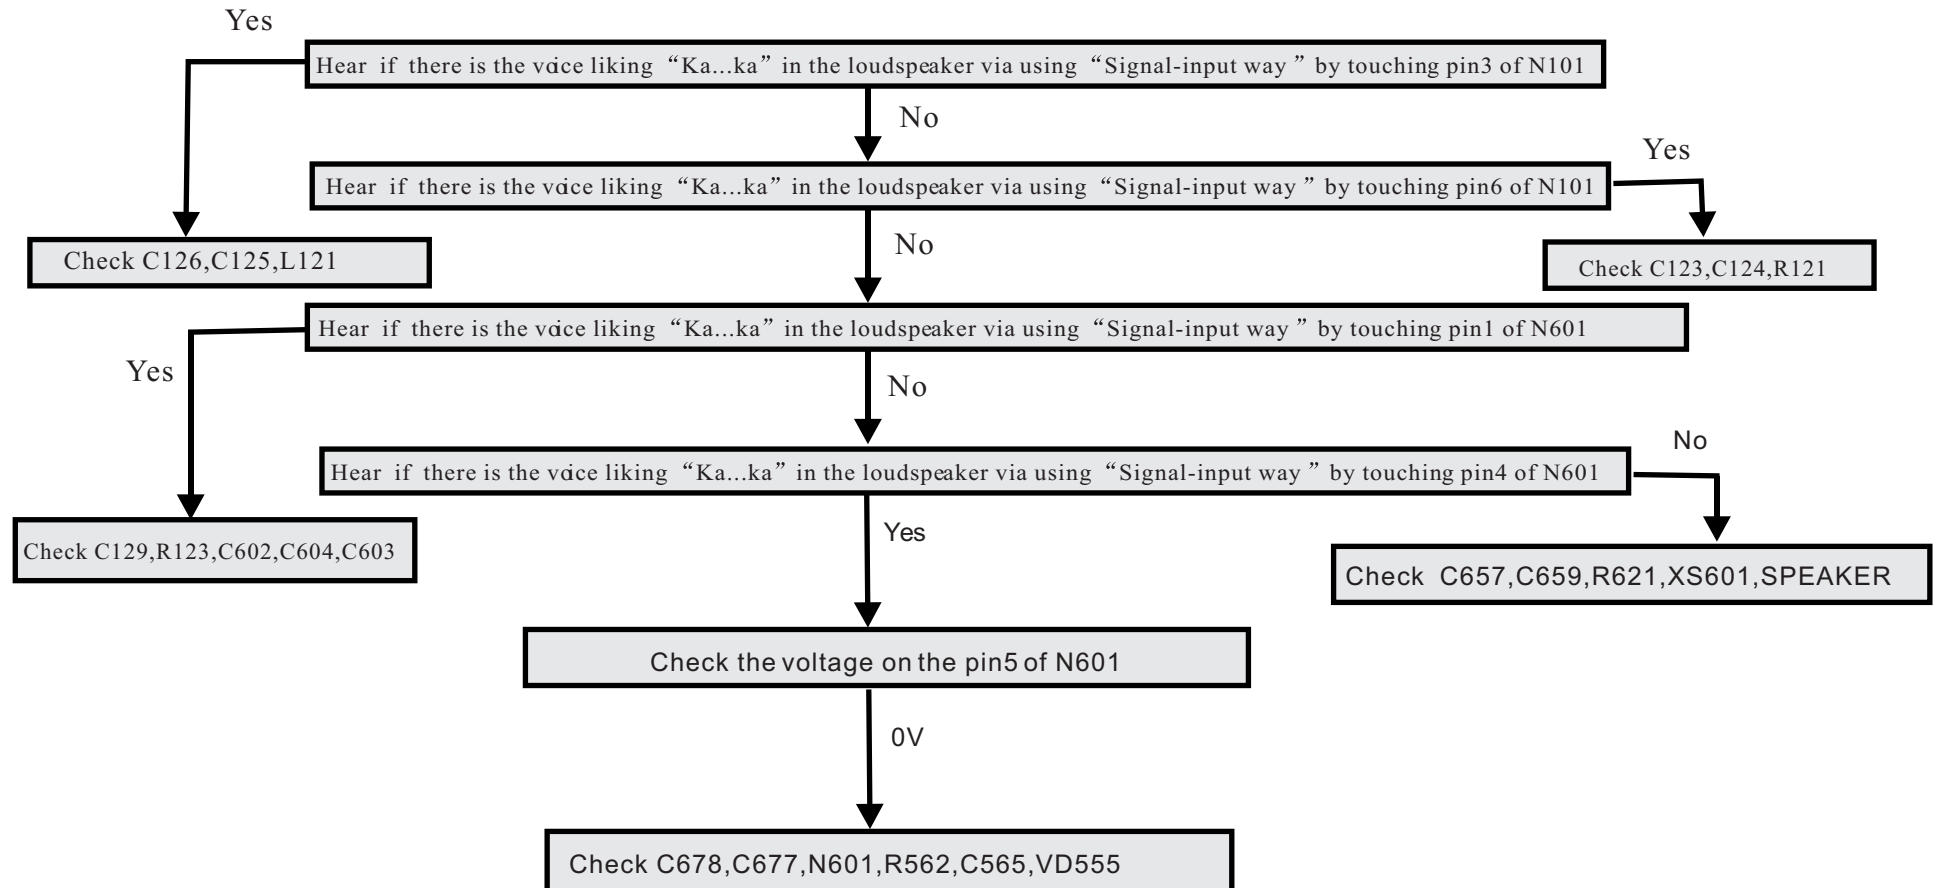 Yes
Hear if there is the voice liking “Ka...ka” in the loudspeaker via using “Signal-input way ” by touching pin3 of N101
No
Yes
Hear if there is the voice liking “Ka...ka” in the loudspeaker via using “Signal-input way ” by touching pin6 of N101
No
Check C126,C125,L121
Check C123,C124,R121
Hear if there is the voice liking “Ka...ka” in the loudspeaker via using “Signal-input way ” by touching pin1 of N601
Yes
No
No
Hear if there is the voice liking “Ka...ka” in the loudspeaker via using “Signal-input way ” by touching pin4 of N601
Yes
Check C129,R123,C602,C604,C603
Check C657,C659,R621,XS601,SPEAKER
Check the voltage on the pin5 of N601
0V
Check C678,C677,N601,R562,C565,VD555